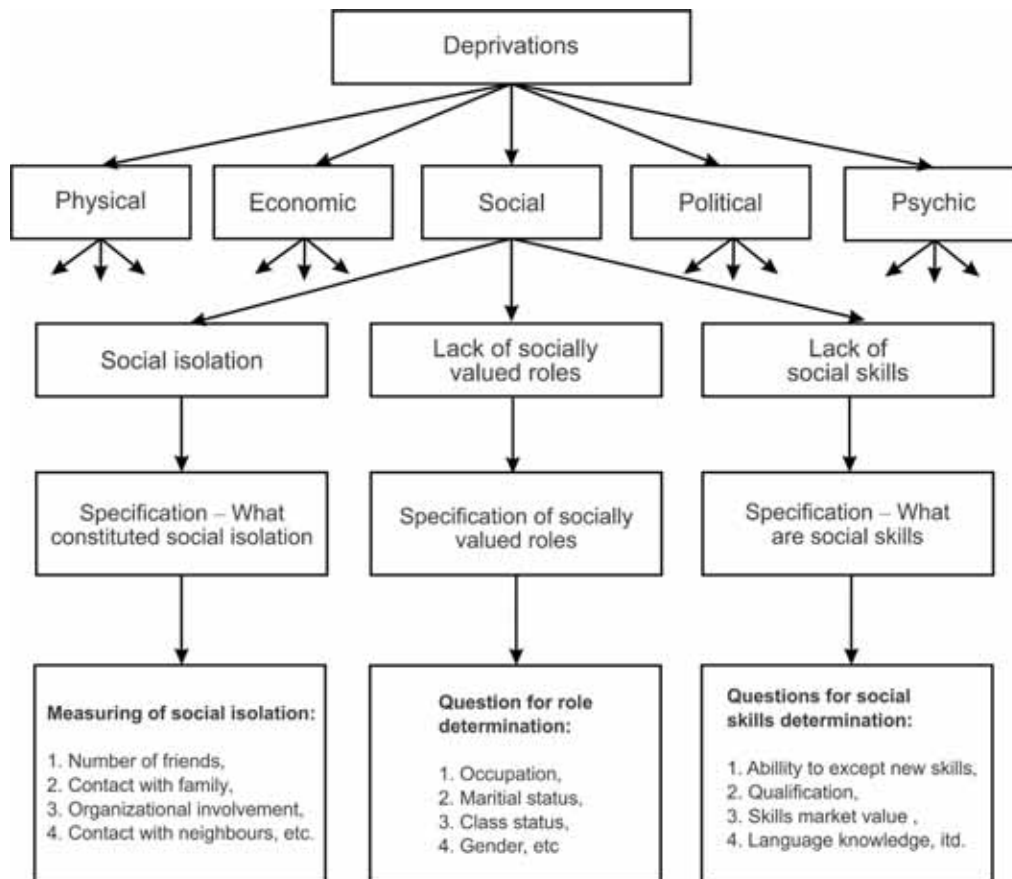 Deprivations
Physical
Economic
Social
Political
Psychic
Social isolation
Lack of socially
valued roles
Lack of
social skills
Specification – What
constituted social isolation
Specification of socially
valued roles
Specification – What
are social skills
Measuring of social isolation:
1. Number of friends,
2. Contact with family,
3. Organizational involvement,
4. Contact with neighbours, etc.
Question for role
determination:
1. Occupation,
2. Maritial status,
3. Class status,
4. Gender, etc
Questions for social
skills determination:
1. Abillity to except new skills,
2. Qualification,
3. Skills market value ,
4. Language knowledge, itd.